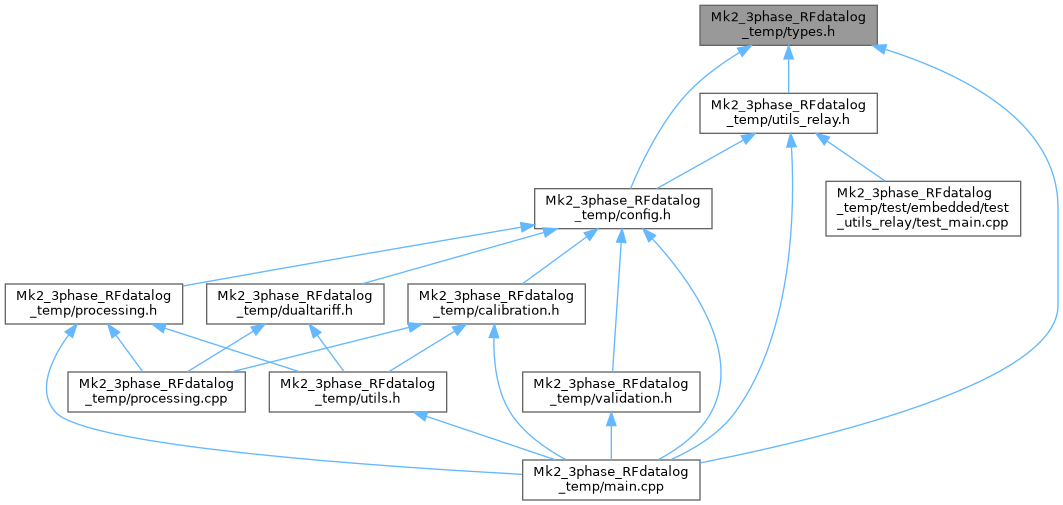 Mk2_3phase_RFdatalog
_temp/types.h
Mk2_3phase_RFdatalog
_temp/utils_relay.h
Mk2_3phase_RFdatalog
_temp/config.h
Mk2_3phase_RFdatalog
_temp/test/embedded/test
_utils_relay/test_main.cpp
Mk2_3phase_RFdatalog
_temp/processing.h
Mk2_3phase_RFdatalog
_temp/dualtariff.h
Mk2_3phase_RFdatalog
_temp/calibration.h
Mk2_3phase_RFdatalog
_temp/processing.cpp
Mk2_3phase_RFdatalog
_temp/utils.h
Mk2_3phase_RFdatalog
_temp/validation.h
Mk2_3phase_RFdatalog
_temp/main.cpp